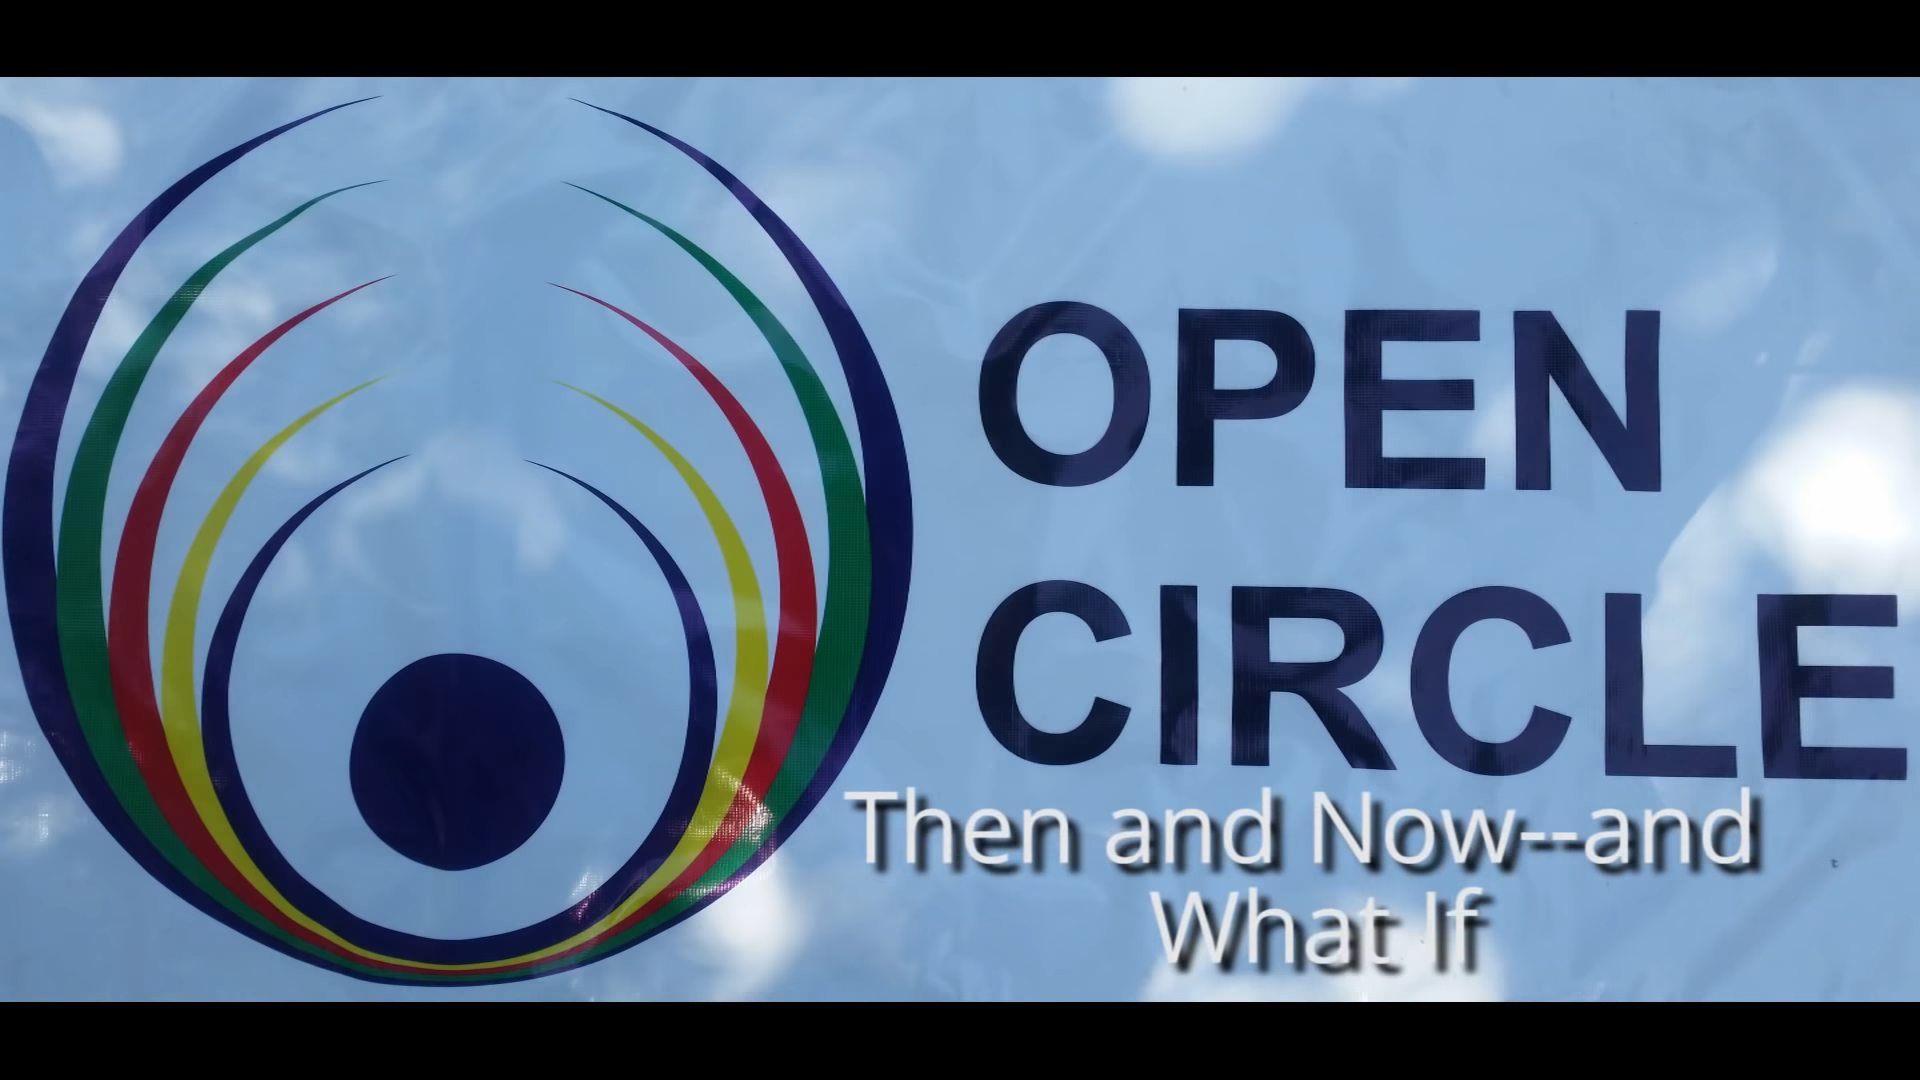 OPEN
CIRCLE
Then and Now--and
What If